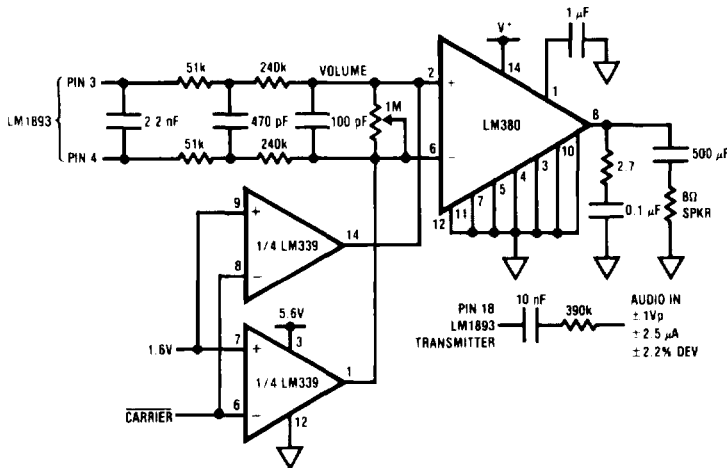 1 μF
V+
51k
240k
VOLUME
14
1
PIN 3
2
+
LM1893
2.2 nF
470 pF
100 pF
1M
LM380
8
PIN 4
51k
240k
6
−
10
3
4
5
7
11
12
2.7
500 μF
0.1 μF
8Ω
SPKR
9
+
1/4 LM339
14
8
−
5.6V
3
1.6V
7
+
1/4 LM339
1
CARRIER
6
−
12
PIN 18
LM1893
TRANSMITTER
10 nF
390k
AUDIO IN
±1Vp
±2.5 μA
±2.2% DEV